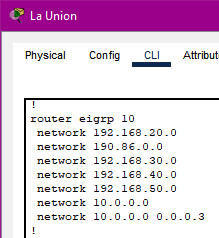 La Union
Physical Config CLI Attribut
!
router eigrp 10
network 192.168.20.0
network 190.86.0.0
network 192.168.30.0
network 192.168.40.0
network 192.168.50.0
network 10.0.0.0
network 10.0.0.0 0.0.0.3
!